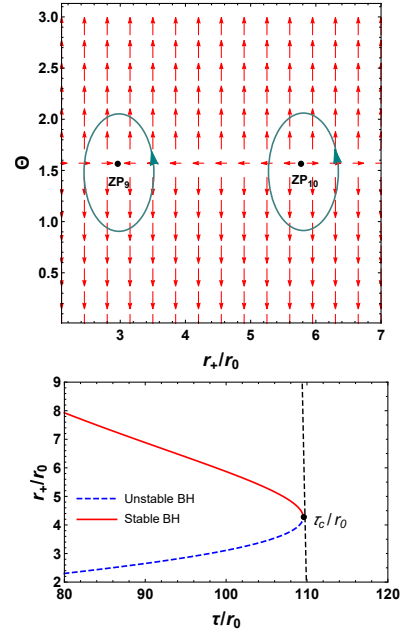 3.0
2.5
2.0
Θ
1.5
1.0
0.5
ZP9
ZP10
3 4 5 6 7
r+/r0
9
8
7
6
5
4
3
2
r+/r0
Unstable BH
Stable BH
τc/r0
80 90 100 110 120
τ/r0